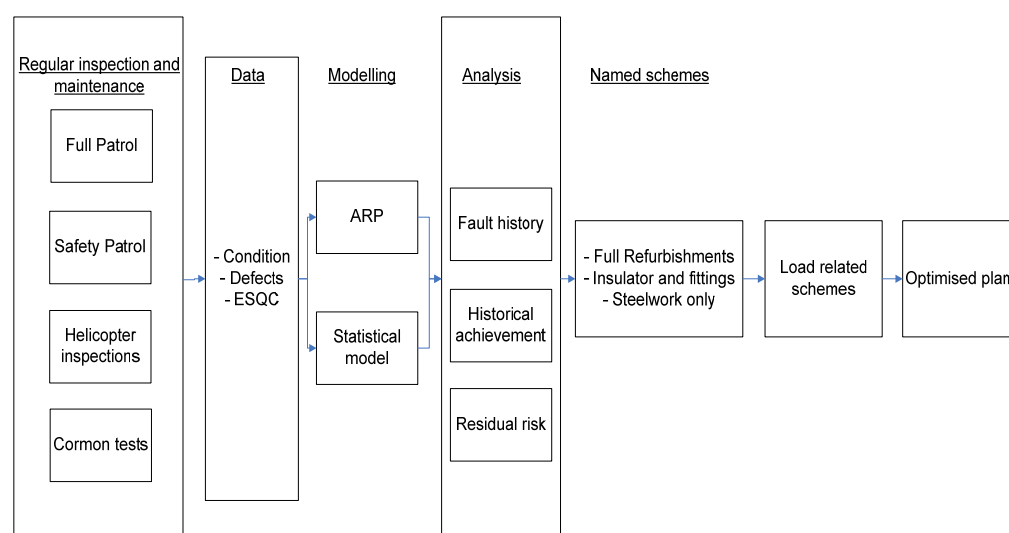 Regular inspection and
maintenance
Full Patrol
Safety Patrol
Helicopter
inspections
Cormon tests
Data
- Condition
- Defects
- ESQC
Modelling
ARP
Statistical
model
Analysis
Fault history
Historical
achievement
Residual risk
Named schemes
- Full Refurbishments
- Insulator and fittings
- Steelwork only
Load related
schemes
Optimised plan